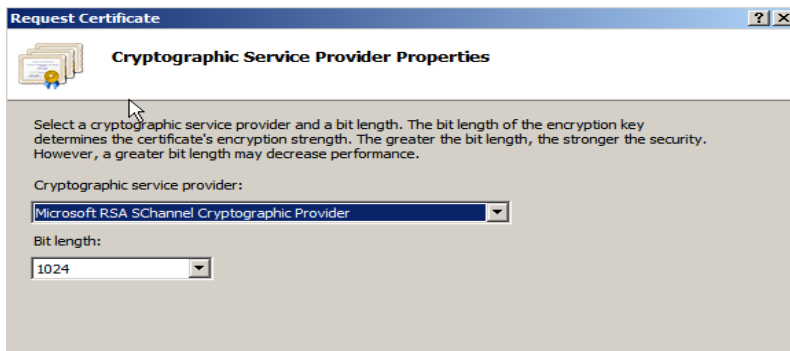 Request Certificate
Cryptographic Service Provider Properties
Select a cryptographic service provider and a bit length. The bit length of the encryption key
determines the certificate's encryption strength. The greater the bit length, the stronger the security.
However, a greater bit length may decrease performance.
Cryptographic service provider:
Microsoft RSA SChannel Cryptographic Provider
Bit length:
1024